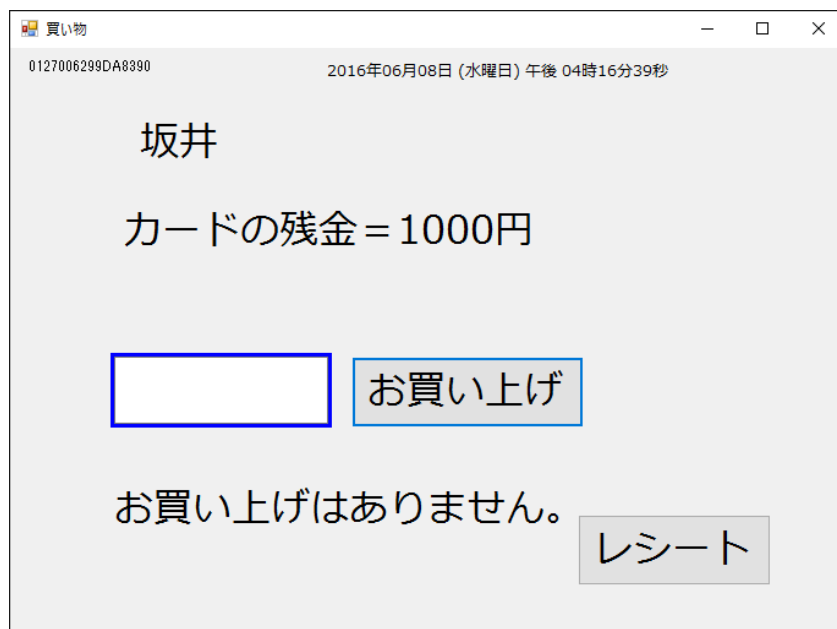 買い物
0127006299DA8390
2016年06月08日 (水曜日) 午後 04時16分39秒
坂井
カードの残金＝1000円
お買い上げ
お買い上げはありません。
レシート